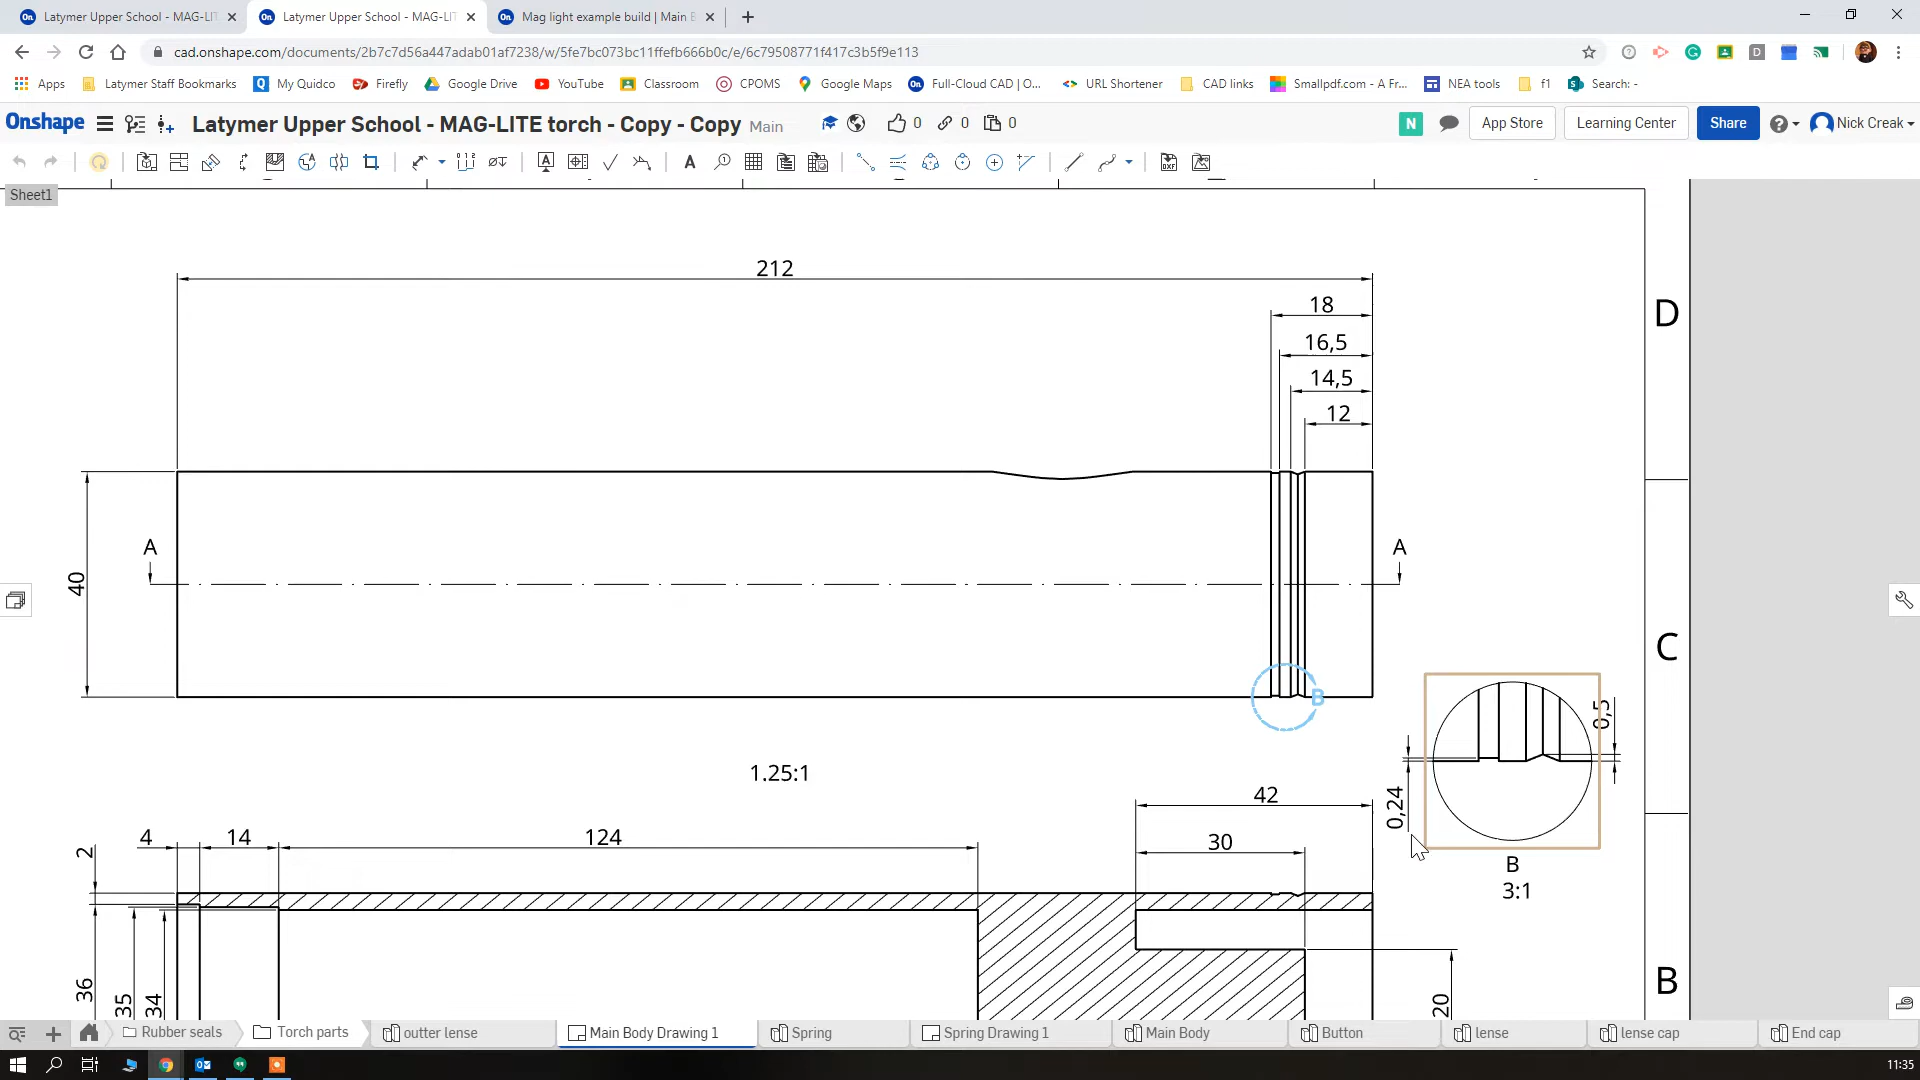 Latymer Upper School - MAG-LIT
Latymer Upper School - MAG-LIT
Mag light example build | Main B
cad.onshape.com/documents/2b7c7d56a447adab01af7238/w/5fe7bc073bc11ffefb666b0c/e/6c79508771f417c3b5f9e113
Apps
Latymer Staff Bookmarks
My Quidco
Firefly
Google Drive
YouTube
Classroom
CPOMS
Google Maps
Full-Cloud CAD | O...
URL Shortener
CAD links
Smallpdf.com - A Fr...
NEA tools
f1
Search: -
Onshape
Latymer Upper School - MAG-LITE torch - Copy - Copy Main
0
0
0
N
App Store
Learning Center
Share
Nick Creak
Sheet1
212
18
16,5
14,5
12
D
A
A
40
C
B
0,5
0,24
B
3:1
1.25:1
42
30
4
14
124
2
36
35
34
20
B
Rubber seals
Torch parts
outter lense
Main Body Drawing 1
Spring
Spring Drawing 1
Main Body
Button
lense
lense cap
End cap
11:35